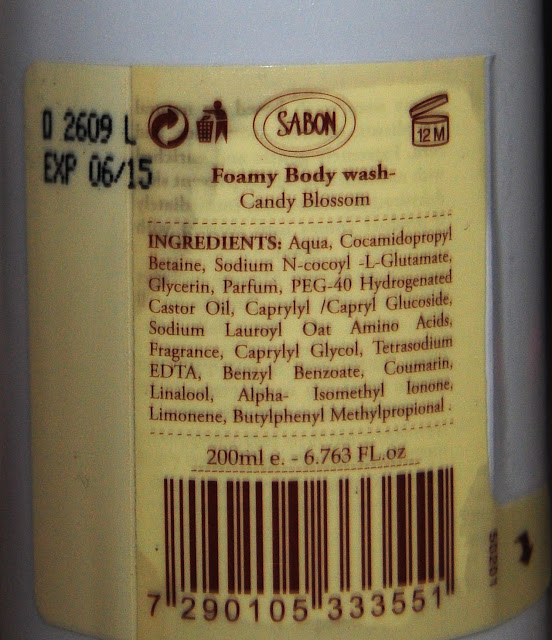 0 2609 L
EXP 06/15
SABON
12 M
Foamy Body wash-
Candy Blossom
INGREDIENTS: Aqua, Cocamidopropyl
Betaine, Sodium N-cocoyl -L-Glutamate,
Glycerin, Parfum, PEG-40 Hydrogenated
Castor Oil, Caprylyl /Capryl Glucoside,
Sodium Lauroyl Oat Amino Acids,
Fragrance, Caprylyl Glycol, Tetrasodium
EDTA, Benzyl Benzoate, Coumarin,
Linalool, Alpha- Isomethyl Ionone,
Limonene, Butylphenyl Methylpropional .
200ml e. - 6.763 FL.oz
7 290105 333551